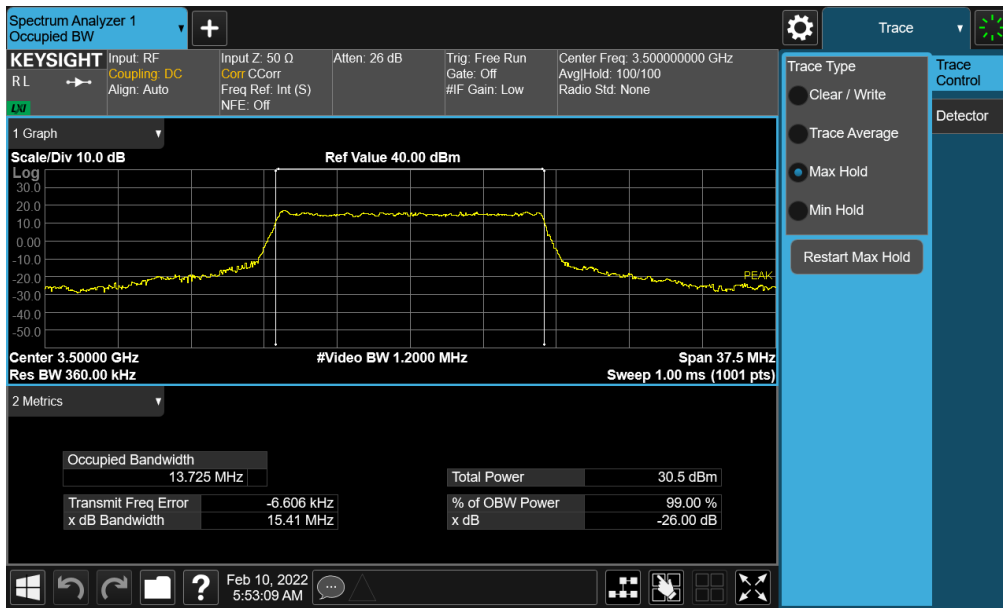 Spectrum Analyzer 1
Occupied BW
Trace
KEYSIGHT
R L
LXI
Input: RF
Coupling: DC
Align: Auto
Input Z: 50 Ω
Corr CCorr
Freq Ref: Int (S)
NFE: Off
Atten: 26 dB
Trig: Free Run
Gate: Off
#IF Gain: Low
Center Freq: 3.500000000 GHz
Avg|Hold: 100/100
Radio Std: None
Trace Type
Clear / Write
Trace Average
Max Hold
Min Hold
Restart Max Hold
Trace
Control
Detector
1 Graph
Scale/Div 10.0 dB
Ref Value 40.00 dBm
Log
30.0
20.0
10.0
0.00
-10.0
-20.0
-30.0
-40.0
-50.0
PEAK
Center 3.50000 GHz
#Video BW 1.2000 MHz
Span 37.5 MHz
Res BW 360.00 kHz
Sweep 1.00 ms (1001 pts)
2 Metrics
Occupied Bandwidth
13.725 MHz
Total Power 30.5 dBm
Transmit Freq Error -6.606 kHz
% of OBW Power 99.00 %
x dB Bandwidth 15.41 MHz
x dB -26.00 dB
?
Feb 10, 2022
5:53:09 AM